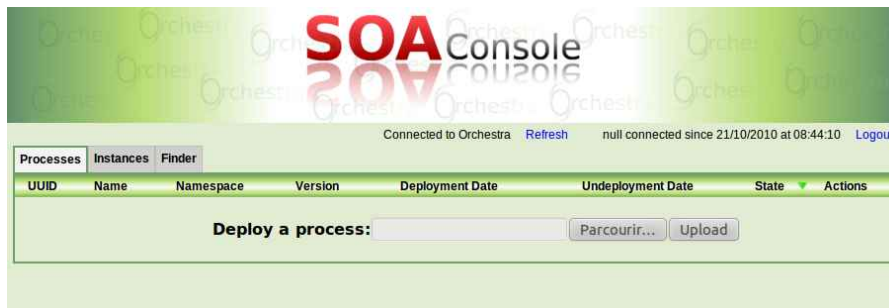 SOA Console
Connected to Orchestra Refresh null connected since 21/10/2010 at 08:44:10 Logou
Processes Instances Finder
UUID Name Namespace Version Deployment Date Undeployment Date State Actions
Deploy a process: Parcourir... Upload